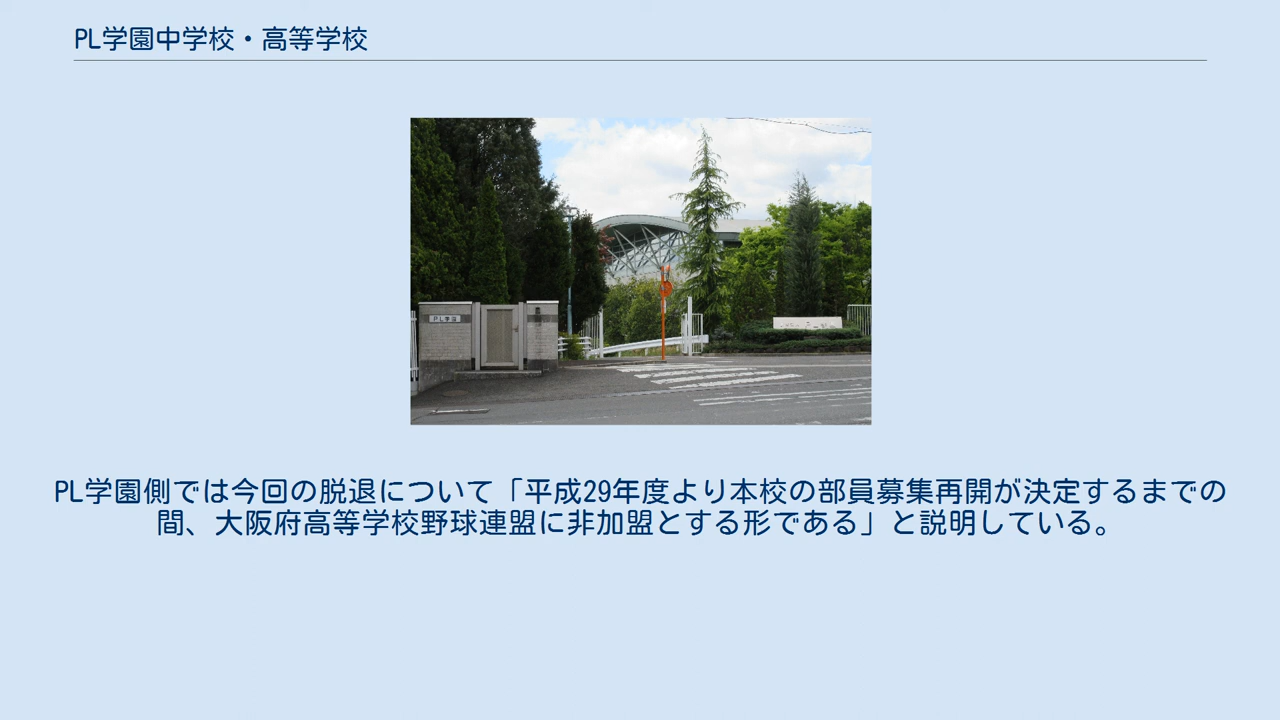 PL学園中学校・高等学校
PL学園
PL学園側では今回の脱退について「平成29年度より本校の部員募集再開が決定するまでの
間、大阪府高等学校野球連盟に非加盟とする形である」と説明している。